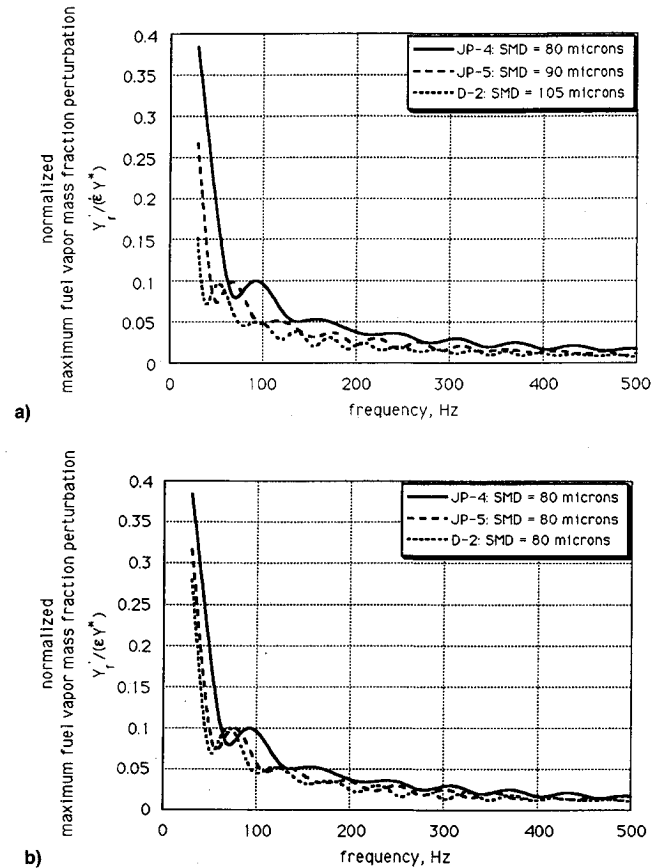 0.4
0.35
0.3
0.25
0.2
0.15
0.1
0.05
0
JP-4: SMD = 80 microns
JP-5: SMD = 90 microns
D-2: SMD = 105 microns
normalized
maximum fuel vapor mass fraction perturbation
Y_f'/(εY*)
0 100 200 300 400 500
frequency, Hz
a)
0.4
0.35
0.3
0.25
0.2
0.15
0.1
0.05
0
JP-4: SMD = 80 microns
JP-5: SMD = 80 microns
D-2: SMD = 80 microns
normalized
maximum fuel vapor mass fraction perturbation
Y_f'/(εY*)
0 100 200 300 400 500
frequency, Hz
b)